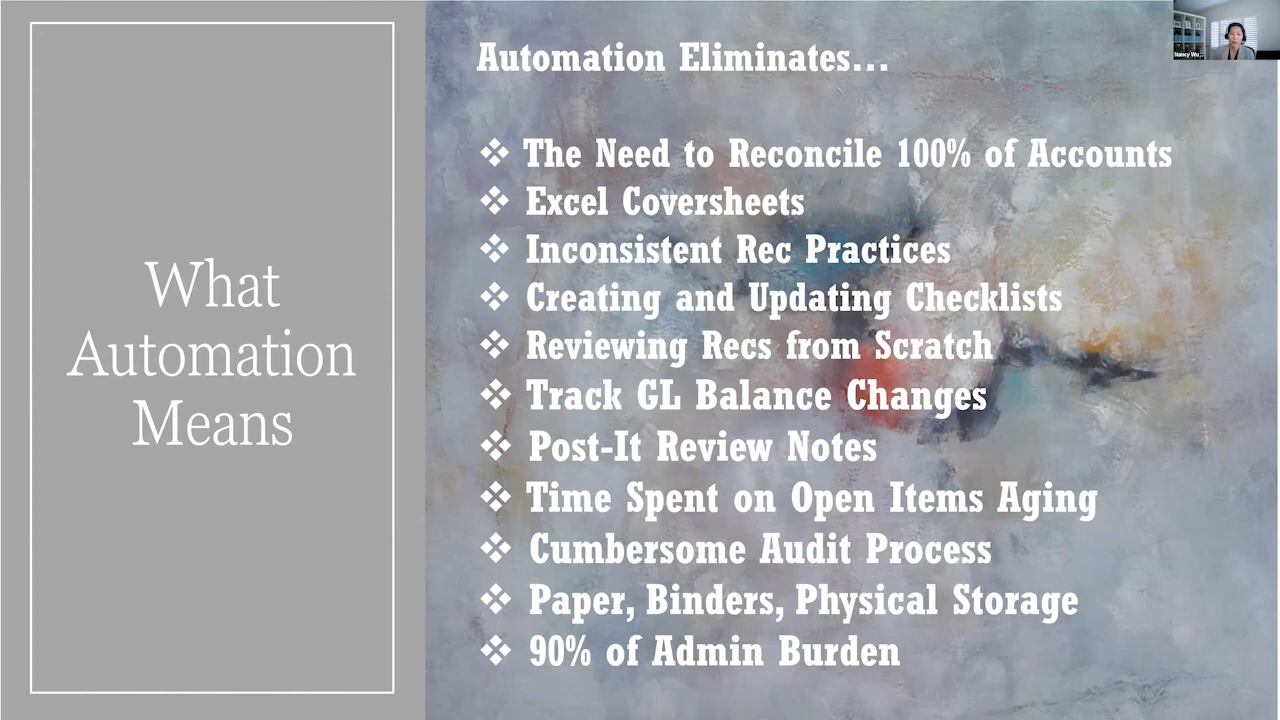 What
Automation
Means
Automation Eliminates...
❖ The Need to Reconcile 100% of Accounts
❖ Excel Coversheets
❖ Inconsistent Rec Practices
❖ Creating and Updating Checklists
❖ Reviewing Recs from Scratch
❖ Track GL Balance Changes
❖ Post-It Review Notes
❖ Time Spent on Open Items Aging
❖ Cumbersome Audit Process
❖ Paper, Binders, Physical Storage
❖ 90% of Admin Burden
Nancy Wu